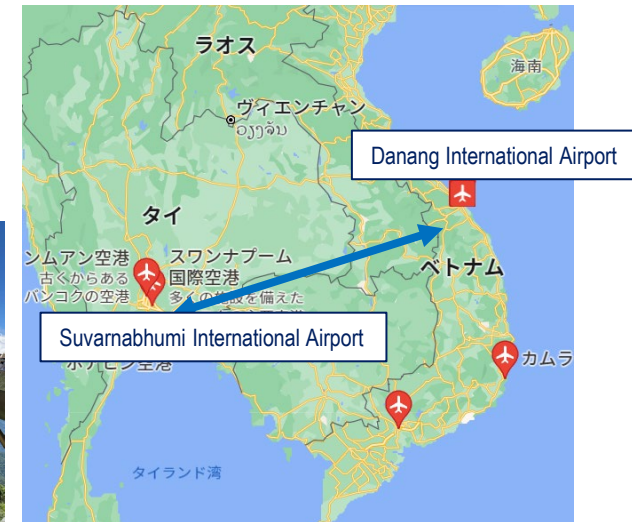 ラオス
海南
ヴィエンチャン
ວຽງຈັນ
Danang International Airport
タイ
ンムアン空港
古くからある
バンコクの空港
スワンナプーム
国際空港
多くの施設を備えた
ベトナム
Suvarnabhumi International Airport
カムラ
タイランド湾